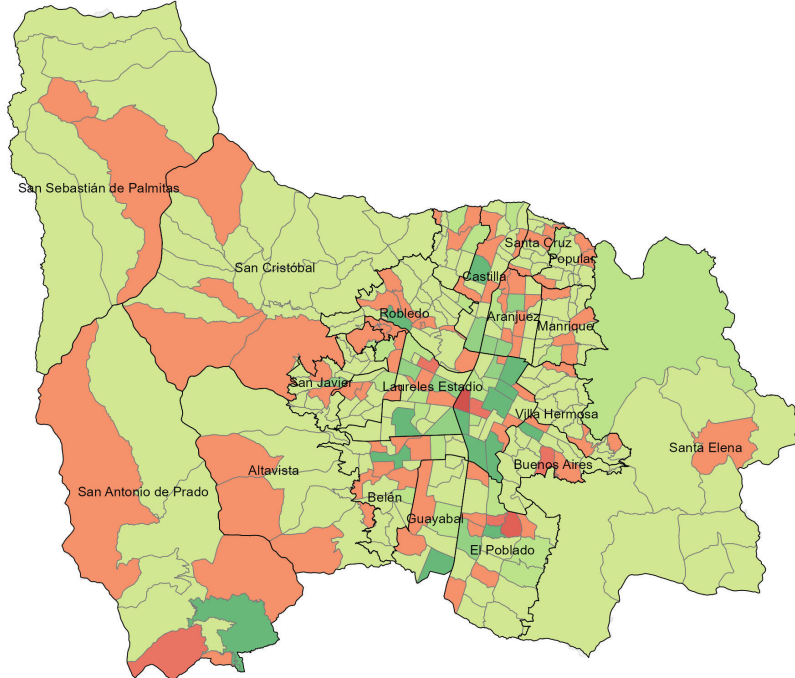 San Sebastián de Palmitas
Santa Cruz
Popular
San Cristóbal
Castilla
Robledo
Aranjuez
Manrique
San Javier
Laureles Estadio
Villa Hermosa
Santa Elena
Altavista
Buenos Aires
San Antonio de Prado
Belén
Guayabal
El Poblado